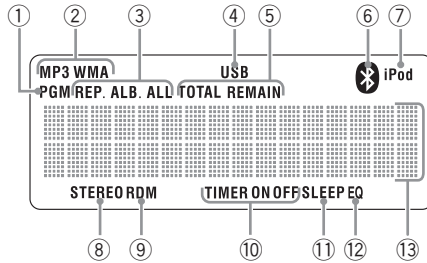 ① ② ③ ④ ⑤ ⑥ ⑦
MP3 WMA USB iPod
PGM REP. ALB. ALL TOTAL REMAIN
STEREO RDM TIMER ON OFF SLEEP EQ
⑧ ⑨ ⑩ ⑪ ⑫ ⑬